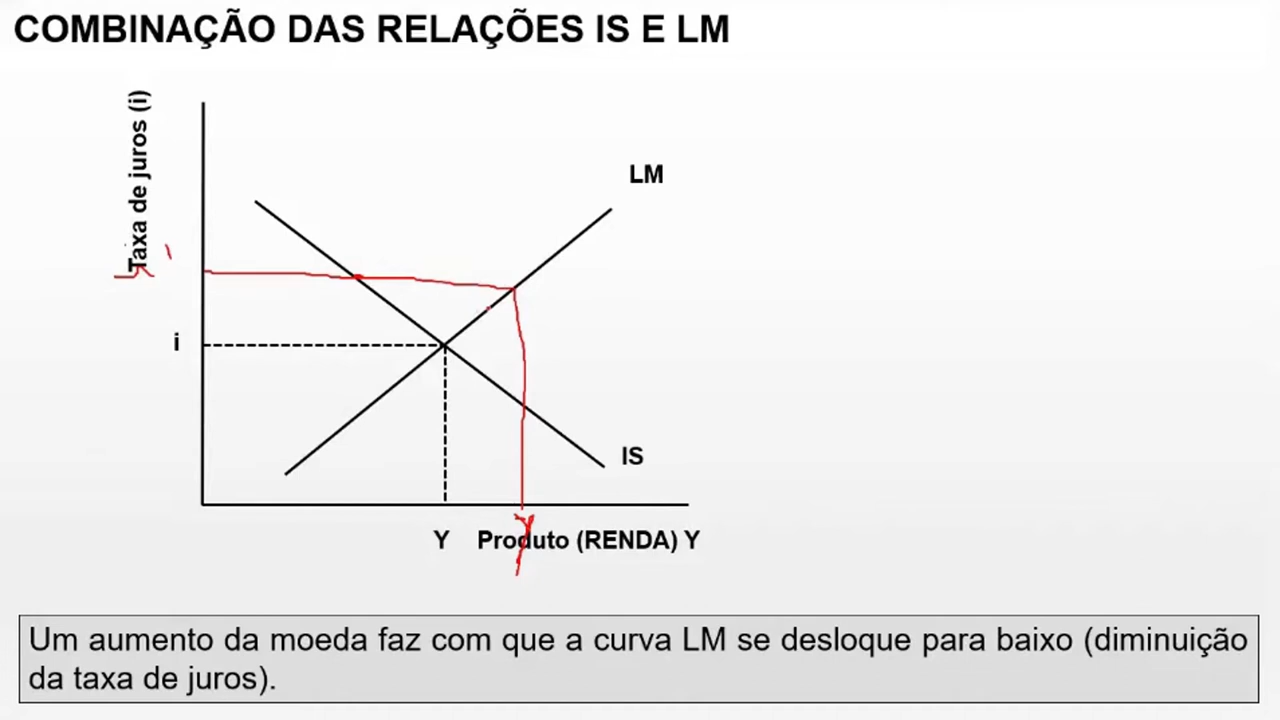 COMBINAÇÃO DAS RELAÇÕES IS E LM
Taxa de juros (i)
LM
i
IS
Y
Produto (RENDA) Y
Y
Um aumento da moeda faz com que a curva LM se desloque para baixo (diminuição
da taxa de juros).